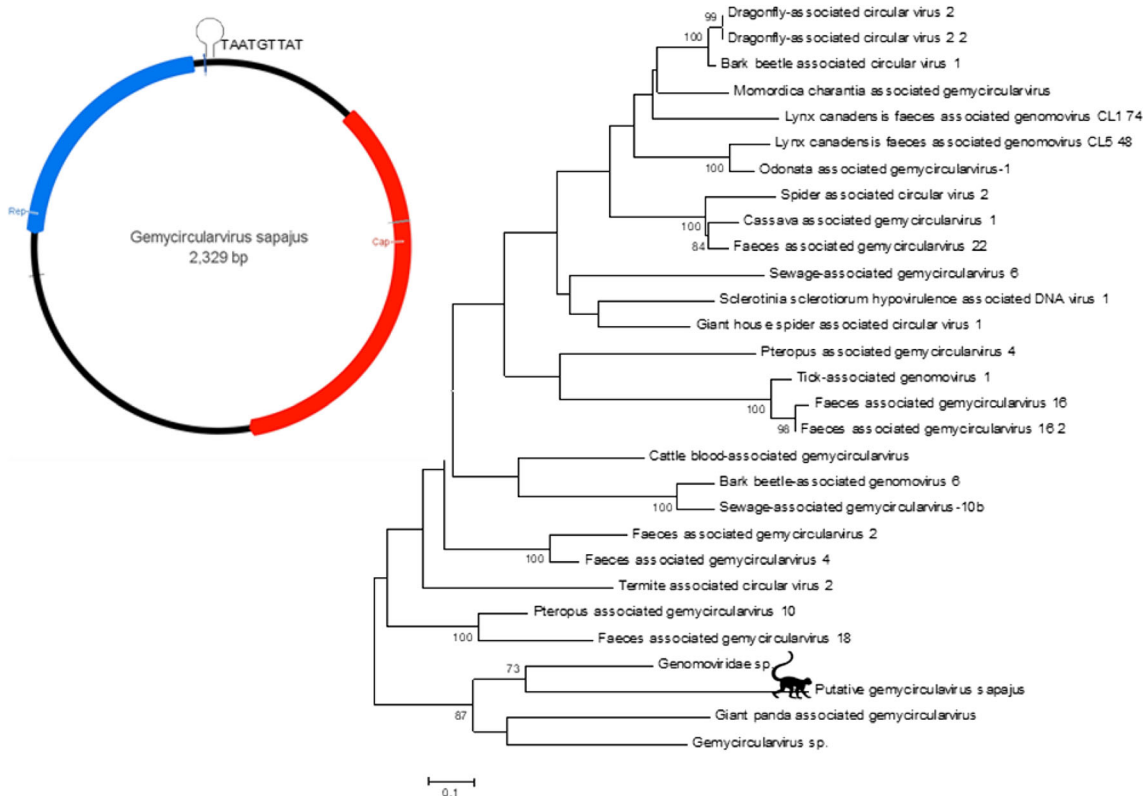 TAATGTTAT
Rep
Gemycircularvirus sapajus
2,329 bp
Cap
99
Dragonfly-associated circular virus 2
Dragonfly-associated circular virus 2 2
100
Bark beetle associated circular virus 1
Momordica charantia associated gemycircularvirus
Lynx canadensis faeces associated genomovirus CL1 74
Lynx canadensis faeces associated genomovirus CL5 48
100
Odonata associated gemycircularvirus-1
Spider associated circular virus 2
100
Cassava associated gemycircularvirus 1
84
Faeces associated gemycircularvirus 22
Sewage-associated gemycircularvirus 6
Sclerotinia sclerotiorum hypovirulence associated DNA virus 1
Giant house spider associated circular virus 1
Pteropus associated gemycircularvirus 4
Tick-associated genomovirus 1
100
Faeces associated gemycircularvirus 16
98
Faeces associated gemycircularvirus 16 2
Cattle blood-associated gemycircularvirus
Bark beetle-associated genomovirus 6
100
Sewage-associated gemycircularvirus-10b
Faeces associated gemycircularvirus 2
100
Faeces associated gemycircularvirus 4
Termite associated circular virus 2
Pteropus associated gemycircularvirus 10
100
Faeces associated gemycircularvirus 18
73
Genomoviridae sp.
Putative gemycirculavirus sapajus
87
Giant panda associated gemycircularvirus
Gemycircularvirus sp.
0.1